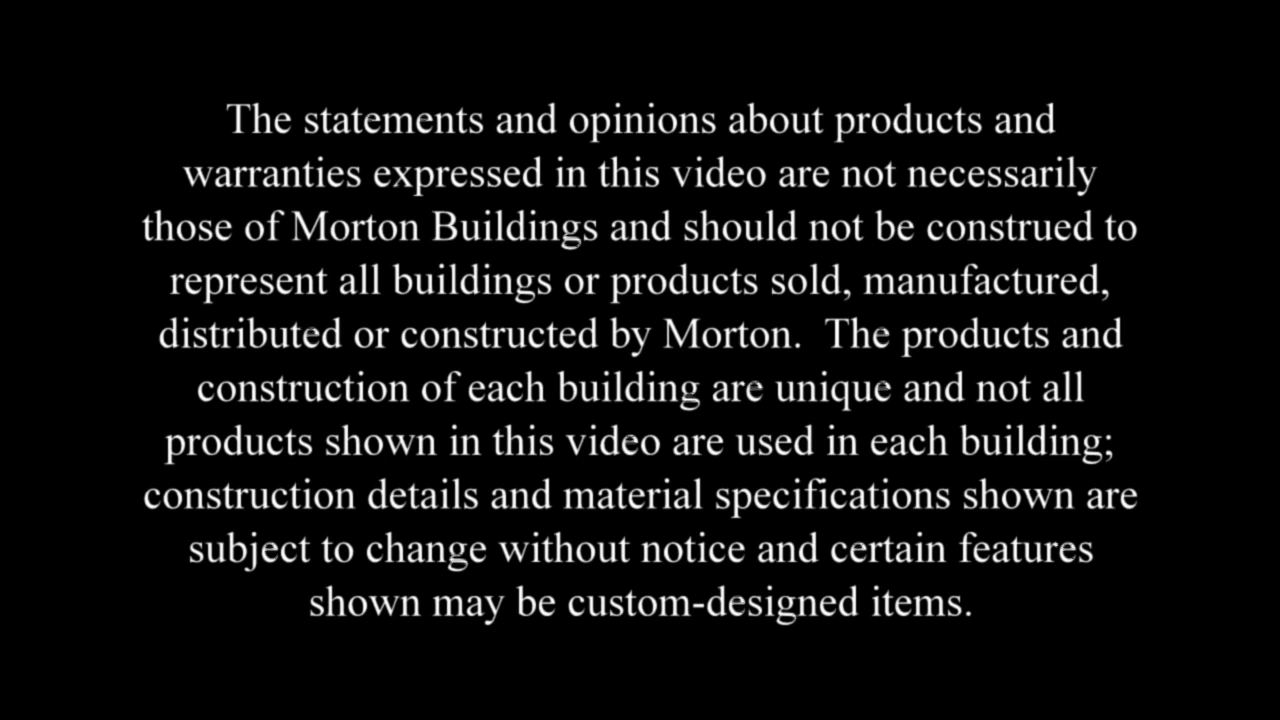 The statements and opinions about products and
warranties expressed in this video are not necessarily
those of Morton Buildings and should not be construed to
represent all buildings or products sold, manufactured,
distributed or constructed by Morton.  The products and
construction of each building are unique and not all
products shown in this video are used in each building;
construction details and material specifications shown are
subject to change without notice and certain features
shown may be custom-designed items.